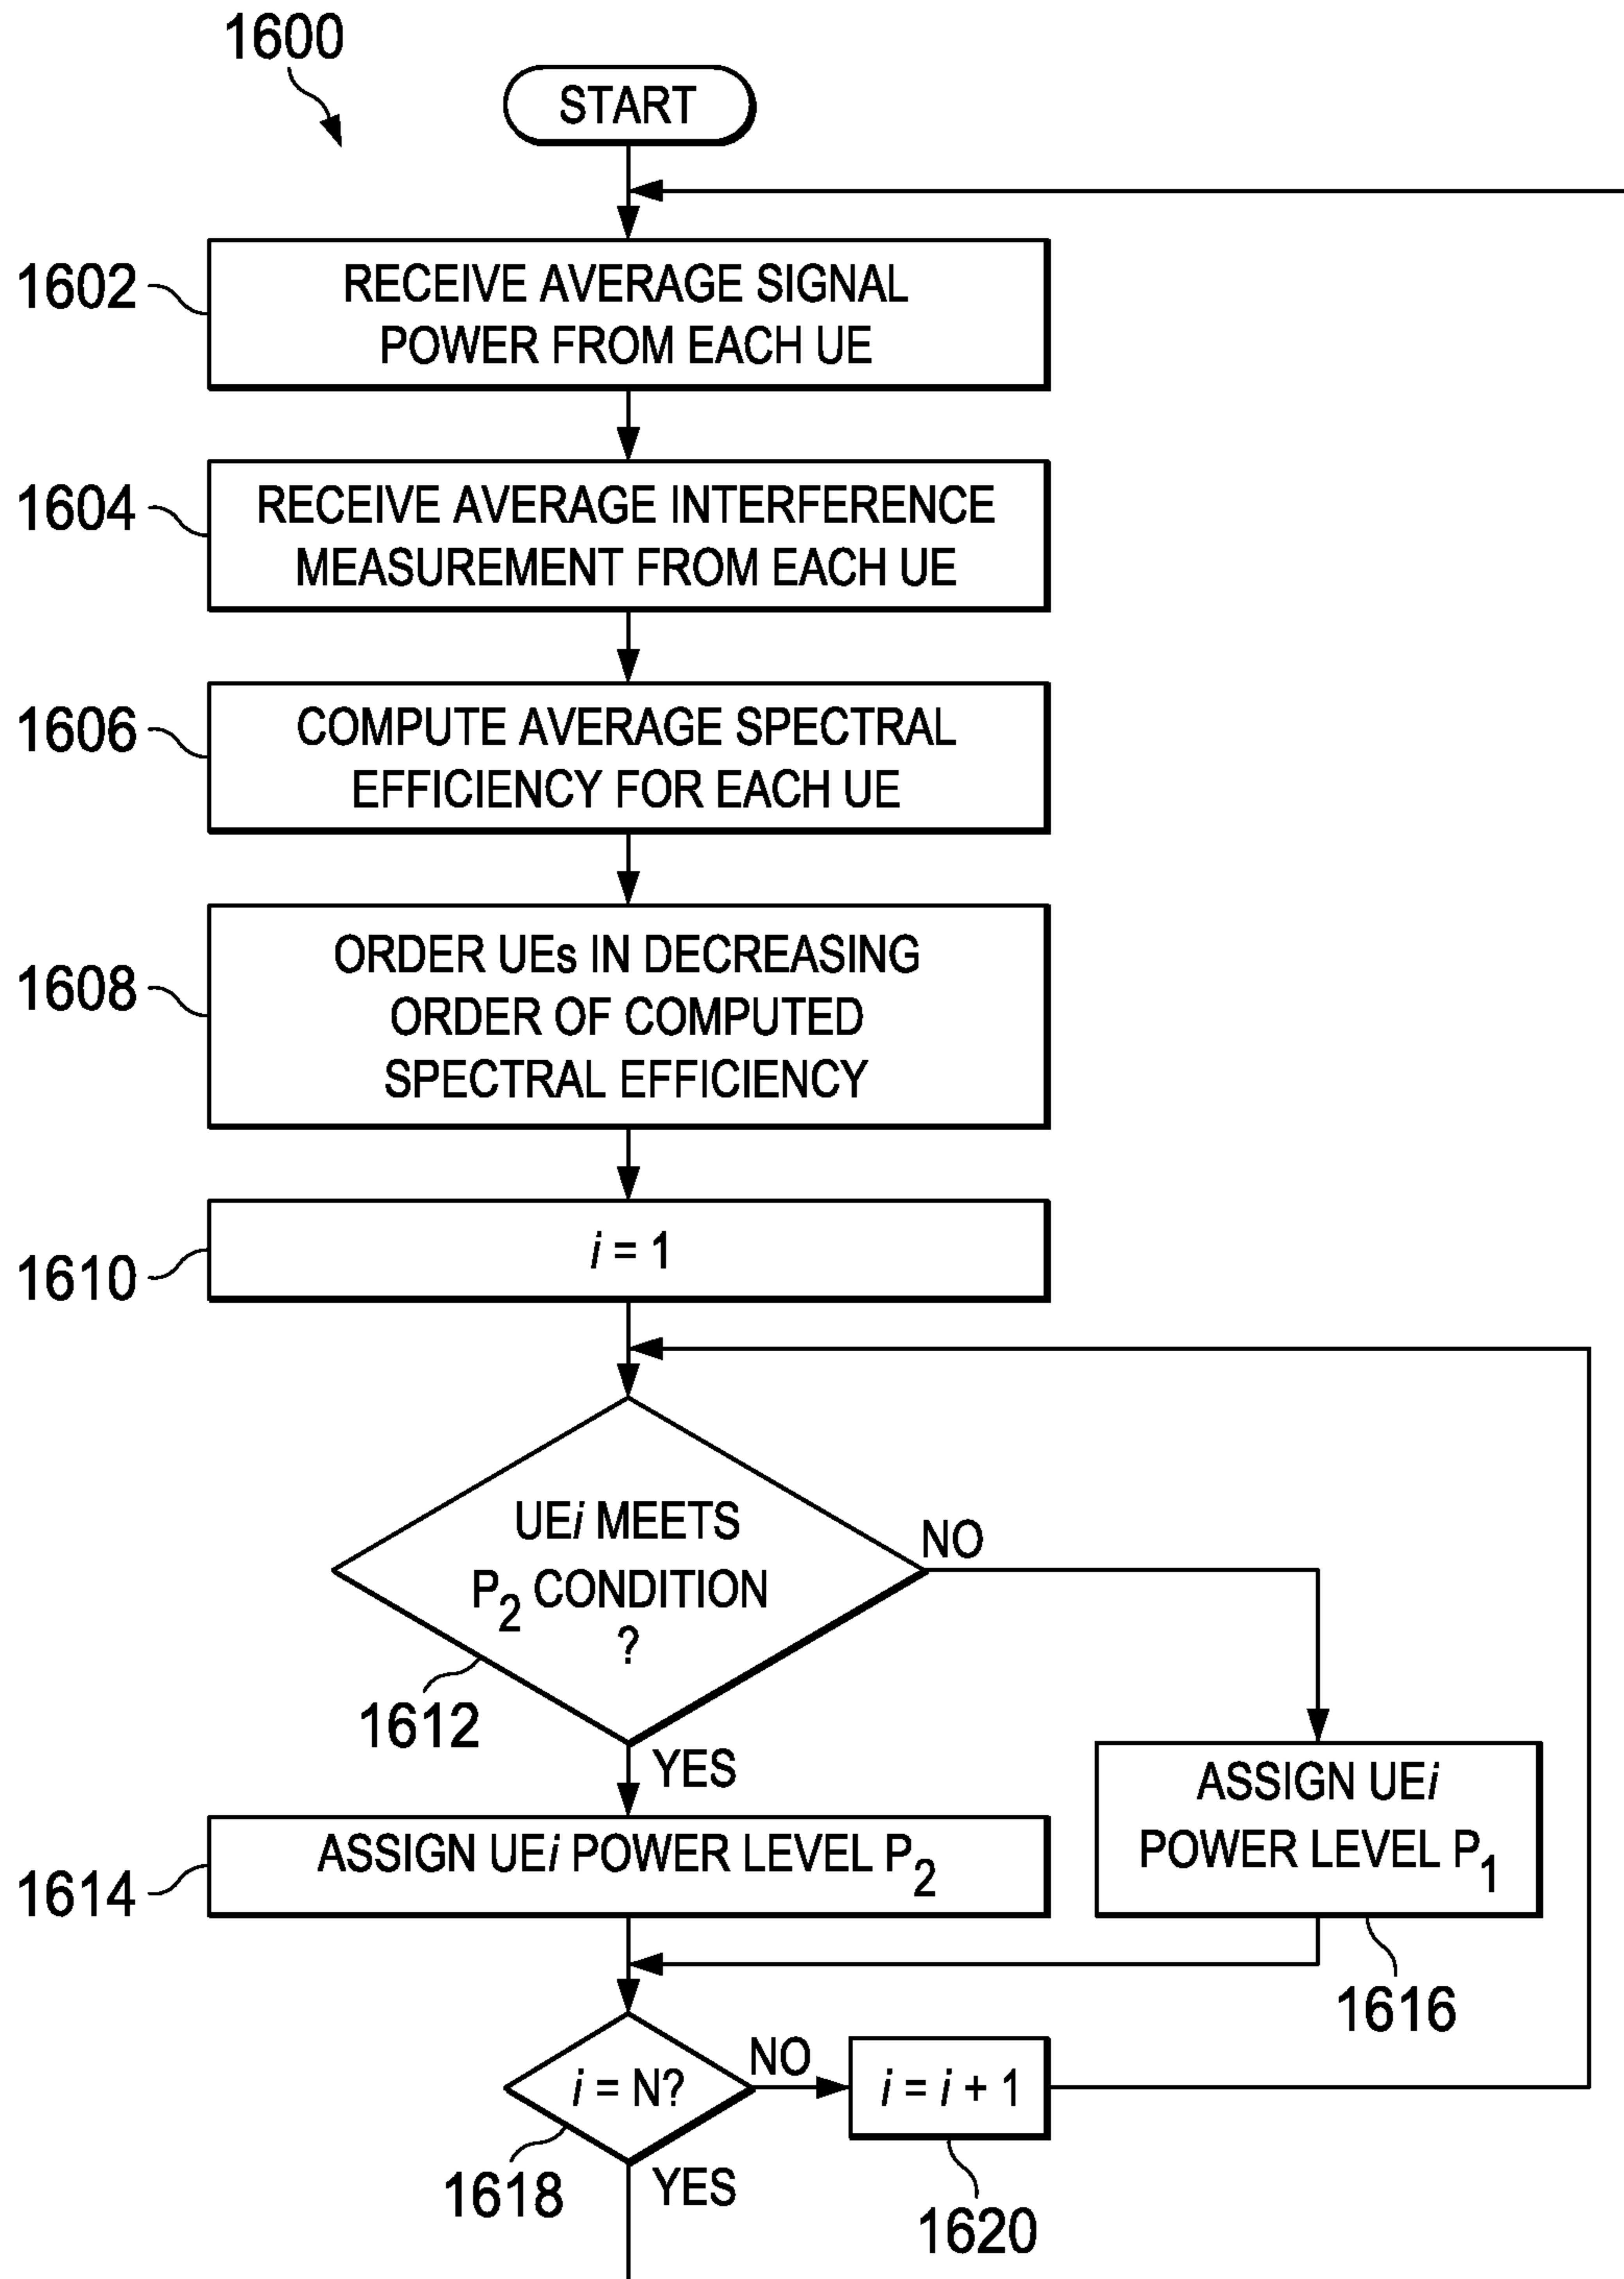 1600
START
1602
RECEIVE AVERAGE SIGNAL
POWER FROM EACH UE
1604
RECEIVE AVERAGE INTERFERENCE
MEASUREMENT FROM EACH UE
1606
COMPUTE AVERAGE SPECTRAL
EFFICIENCY FOR EACH UE
1608
ORDER UEs IN DECREASING
ORDER OF COMPUTED
SPECTRAL EFFICIENCY
1610
i = 1
UEi MEETS
P2 CONDITION
?
NO
1612
YES
ASSIGN UEi
POWER LEVEL P1
1614
ASSIGN UEi POWER LEVEL P2
1616
i = N?
NO
i = i + 1
1618
YES
1620